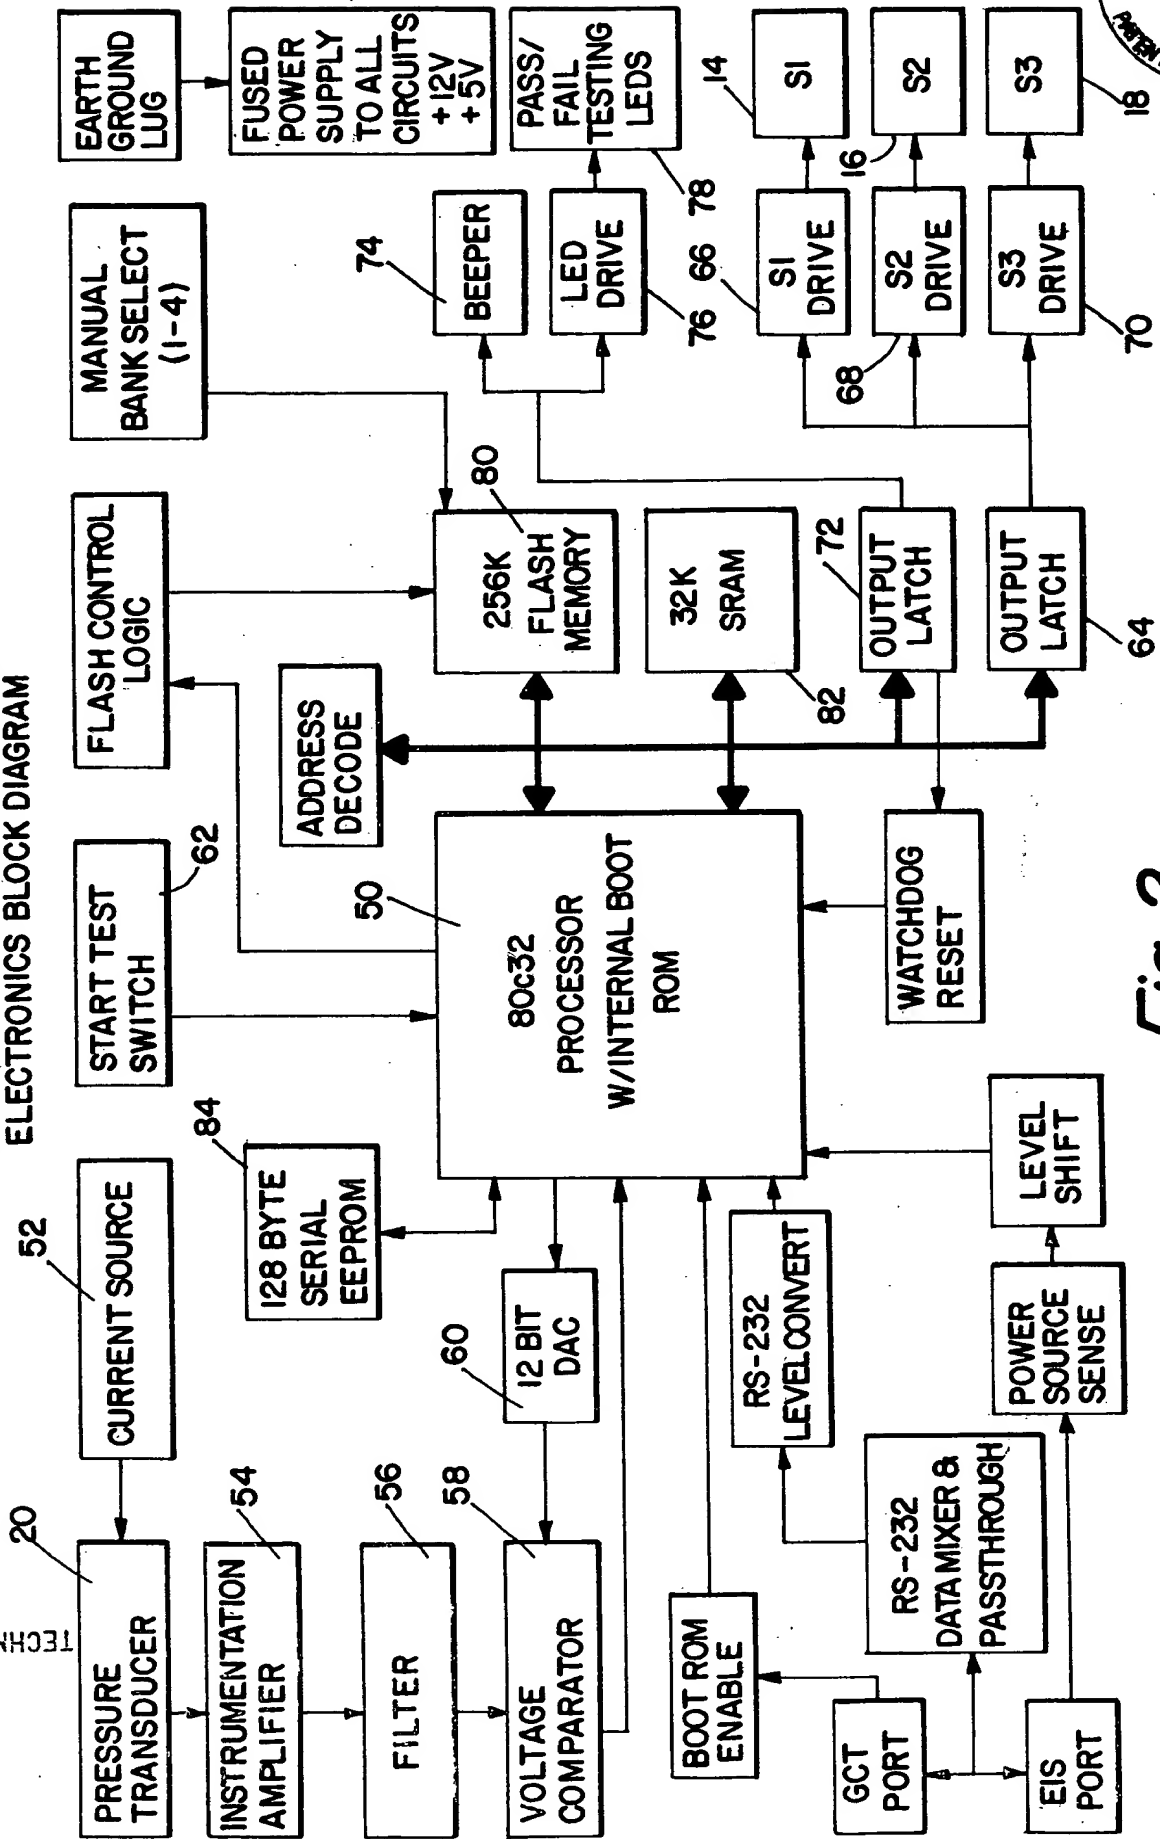 ELECTRONICS BLOCK DIAGRAM
20
PRESSURE
TRANSDUCER
52
CURRENT SOURCE
START TEST
SWITCH
62
FLASH CONTROL
LOGIC
MANUAL
BANK SELECT
(1-4)
EARTH
GROUND
LUG
FUSED
POWER
SUPPLY
TO ALL
CIRCUITS
+12V
+5V
INSTRUMENTATION
AMPLIFIER
54
84
128 BYTE
SERIAL
EEPROM
ADDRESS
DECODE
FILTER
56
50
80C32
PROCESSOR
W/INTERNAL BOOT
ROM
256K
FLASH
MEMORY
80
74
BEEPER
PASS/
FAIL
TESTING
LEDS
78
VOLTAGE
COMPARATOR
58
60
12 BIT
DAC
LED
DRIVE
76
32K
SRAM
82
BOOT ROM
ENABLE
RS-232
LEVEL CONVERT
66
S1
DRIVE
14
S1
GCT
PORT
RS-232
DATA MIXER &
PASSTHROUGH
WATCHDOG
RESET
72
OUTPUT
LATCH
68
S2
DRIVE
16
S2
EIS
PORT
POWER
SOURCE
SENSE
LEVEL
SHIFT
OUTPUT
LATCH
64
S3
DRIVE
70
S3
18
Fig. 2
TECHN